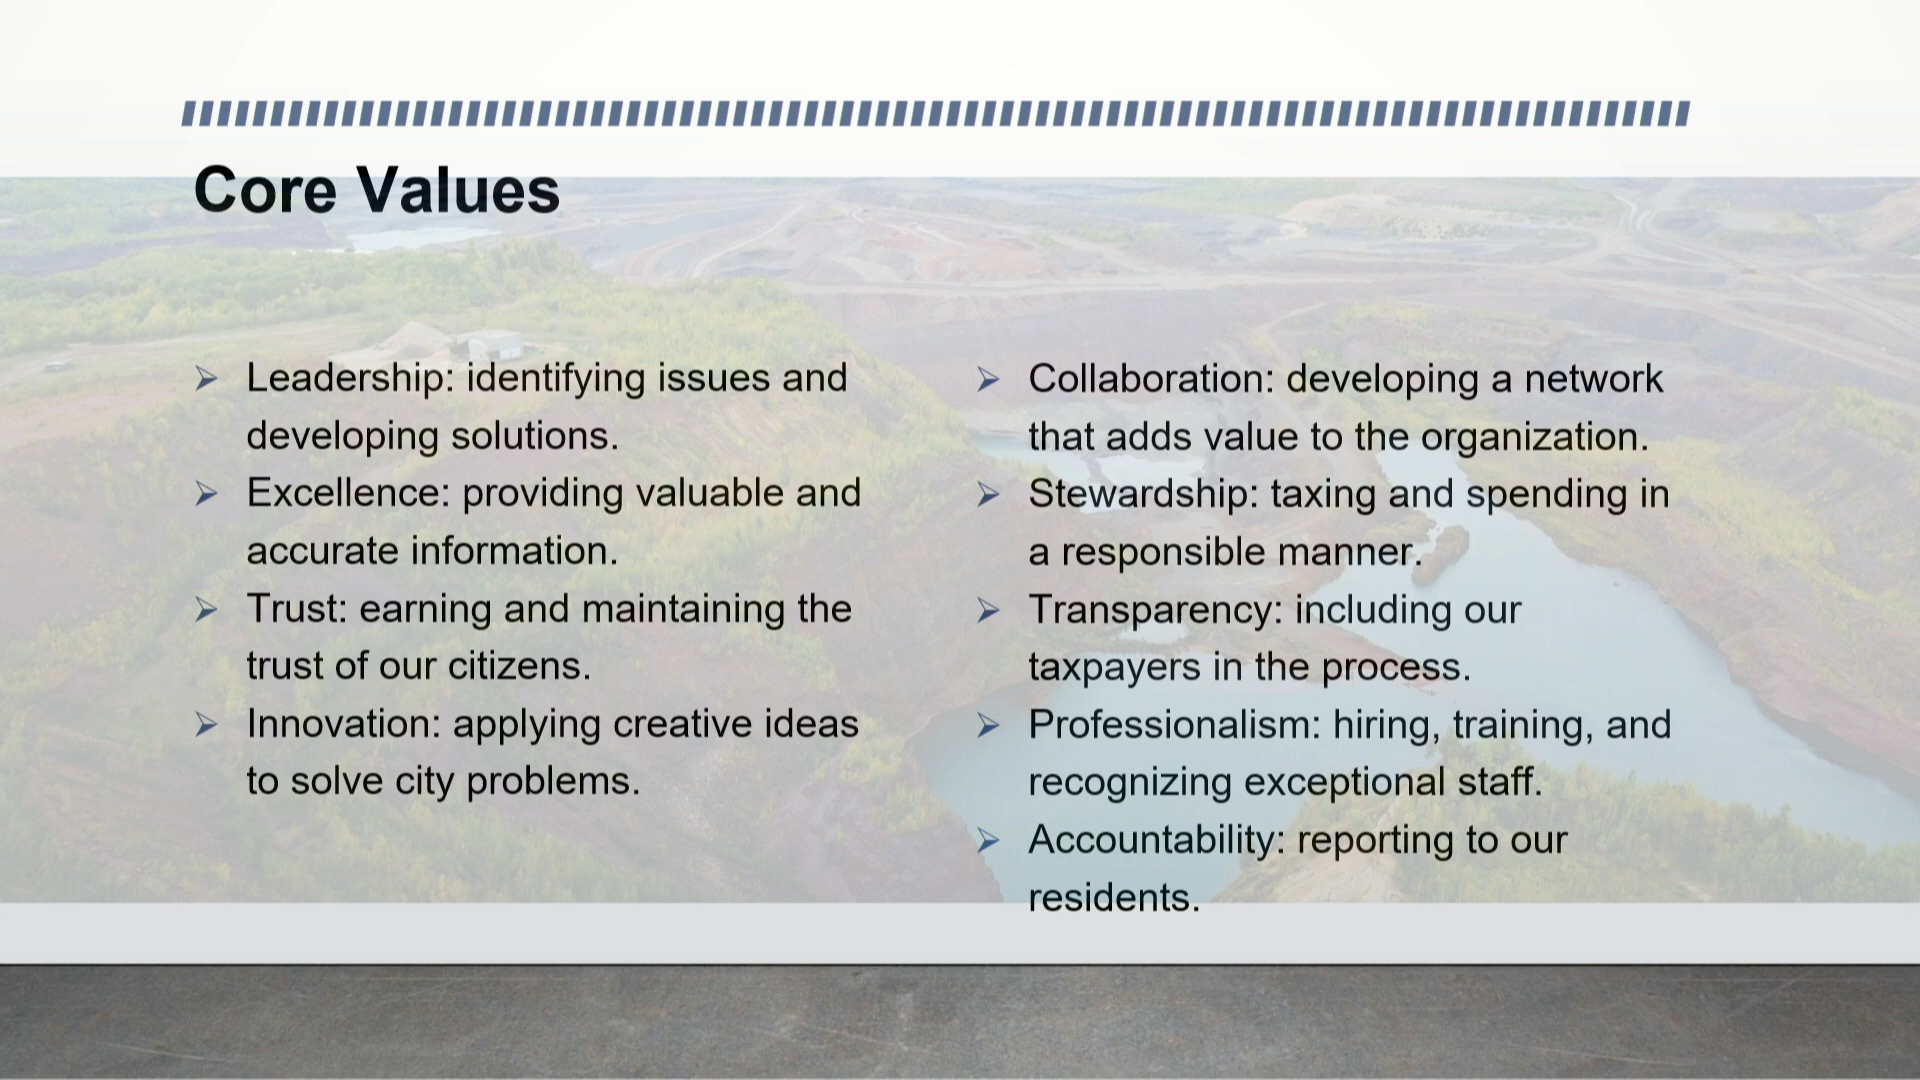 Core Values
Leadership: identifying issues and
developing solutions.
Excellence: providing valuable and
accurate information.
Trust: earning and maintaining the
trust of our citizens.
Innovation: applying creative ideas
to solve city problems.
Collaboration: developing a network
that adds value to the organization.
Stewardship: taxing and spending in
a responsible manner.
Transparency: including our
taxpayers in the process.
Professionalism: hiring, training, and
recognizing exceptional staff.
Accountability: reporting to our
residents.